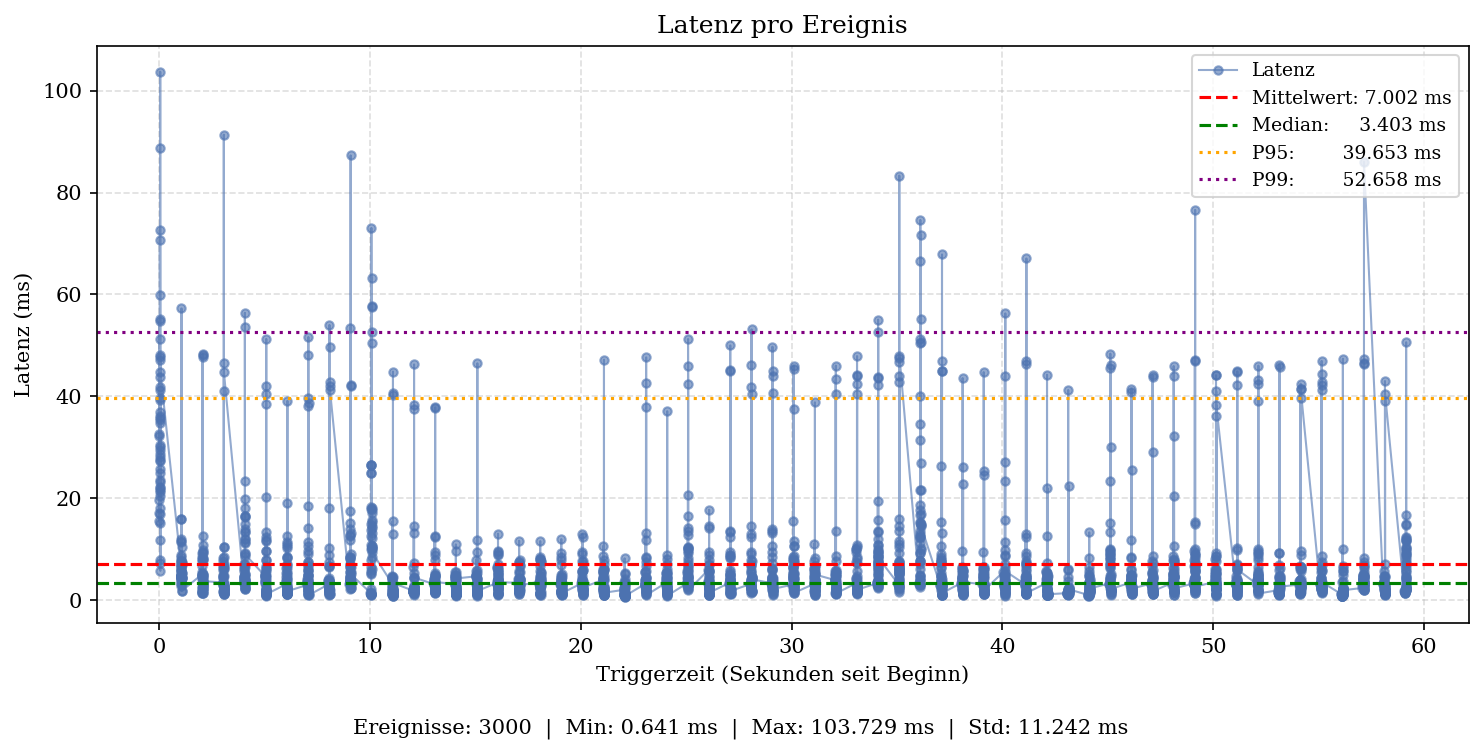 Latenz pro Ereignis
Latenz (ms)
100
80
60
40
20
0
Latenz
Mittelwert: 7.002 ms
Median: 3.403 ms
P95: 39.653 ms
P99: 52.658 ms
0 10 20 30 40 50 60
Triggerzeit (Sekunden seit Beginn)
Ereignisse: 3000 | Min: 0.641 ms | Max: 103.729 ms | Std: 11.242 ms